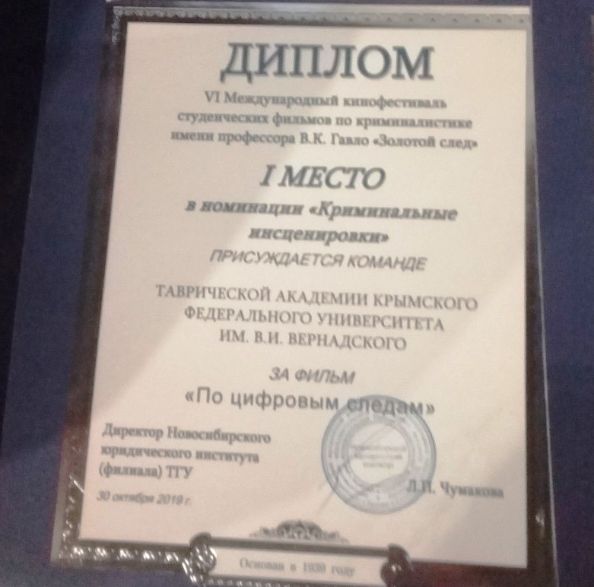 ДИПЛОМ
VI Международный кинофестиваль
студенческих фильмов по криминалистике
имени профессора В.К. Гавло «Золотой след»
I МЕСТО
в номинации «Криминальные
инсценировки»
ПРИСУЖДАЕТСЯ КОМАНДЕ
ТАВРИЧЕСКОЙ АКАДЕМИИ КРЫМСКОГО
ФЕДЕРАЛЬНОГО УНИВЕРСИТЕТА
ИМ. В.И. ВЕРНАДСКОГО
ЗА ФИЛЬМ
«По цифровым следам»
Директор Новосибирского
юридического института
(филиала) ТГУ
Л.П. Чумакова
30 октября 2019 г.
Основан в 1939 году